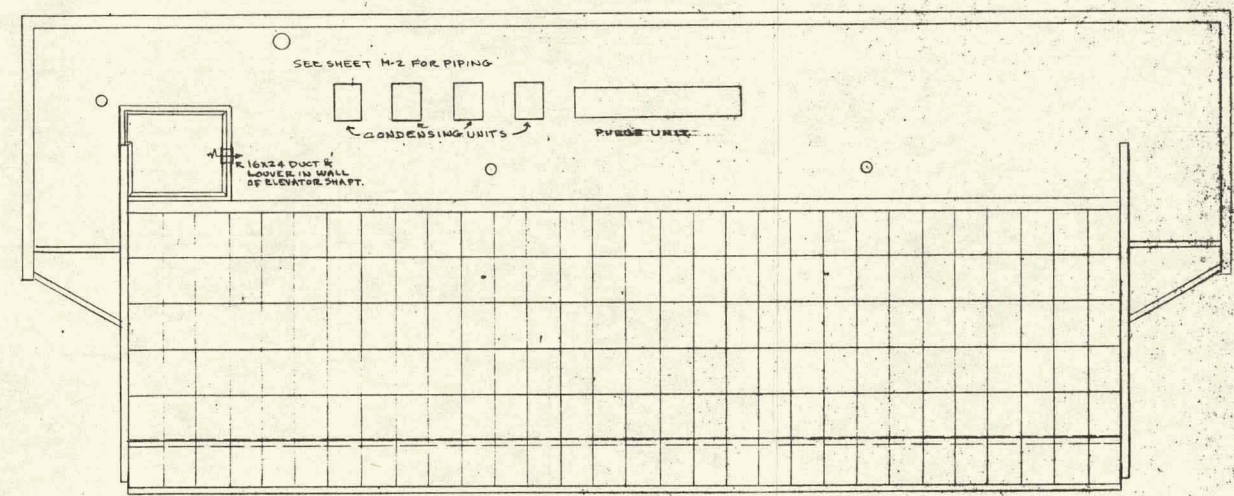 SEE SHEET M-2 FOR PIPING
CONDENSING UNITS
PURGE UNIT
16X24 DUCT &
LOUVER IN WALL
OF ELEVATOR SHAFT.